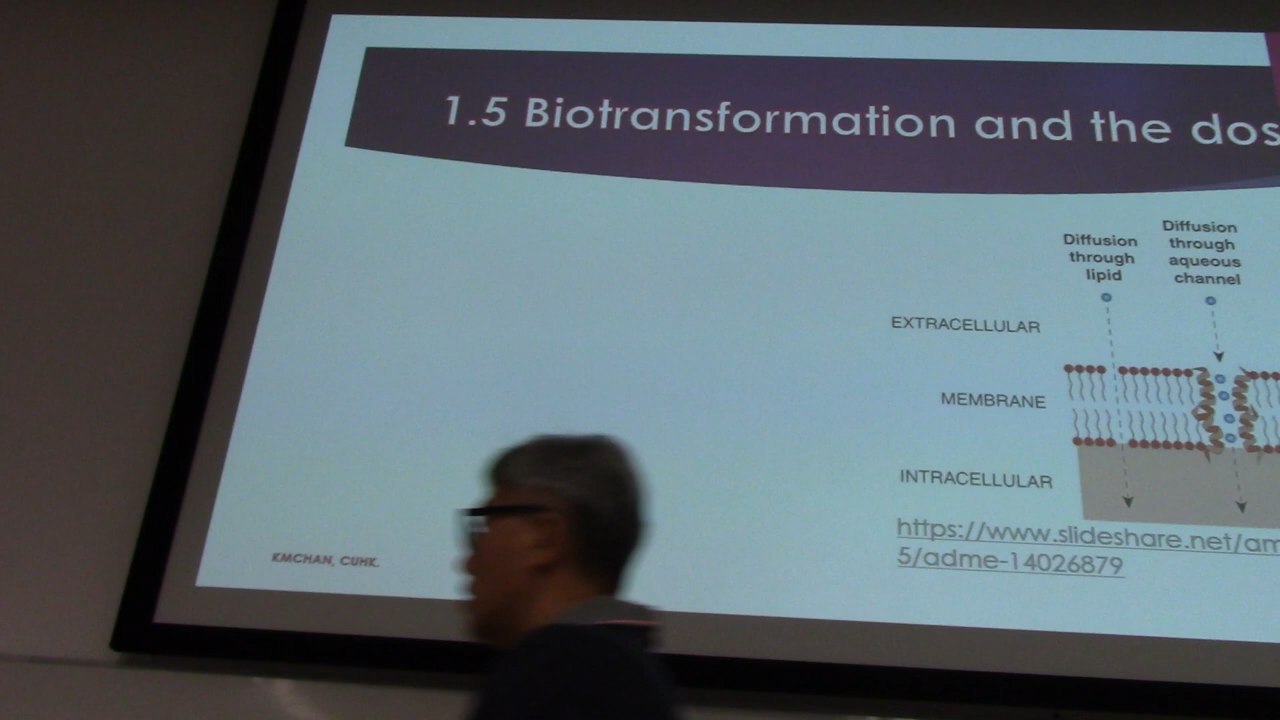 1.5 Biotransformation and the dos
Diffusion
through
lipid
Diffusion
through
aqueous
channel
EXTRACELLULAR
MEMBRANE
INTRACELLULAR
https://www.slideshare.net/am
5/adme-14026879
KMCHAN, CUHK.